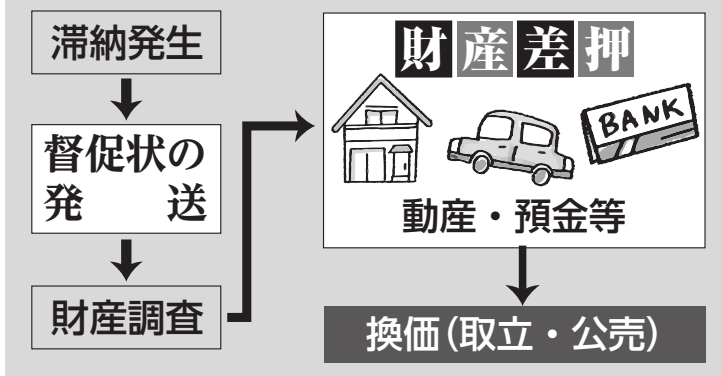 滞納発生
督促状の
発　　送
財産調査
財産差押
BANK
動産・預金等
換価(取立・公売)